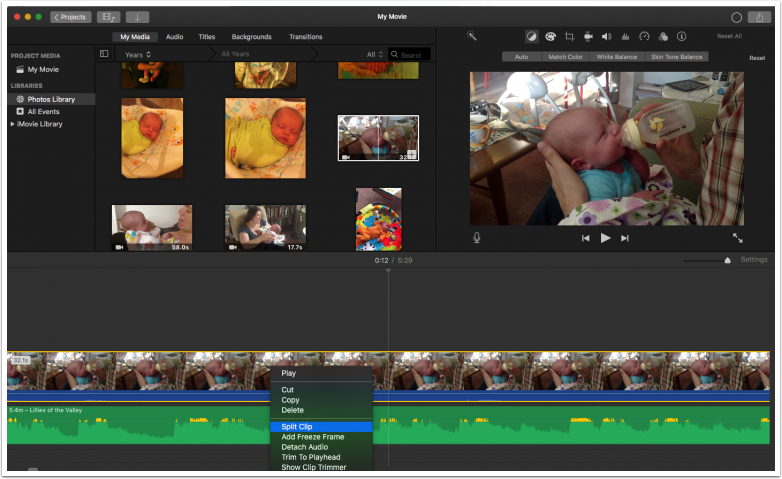 Projects
My Movie
My Media Audio Titles Backgrounds Transitions
Reset All
PROJECT MEDIA
My Movie
LIBRARIES
Photos Library
All Events
iMovie Library
Years
All Years
All
Search
Auto Match Color White Balance Skin Tone Balance
Reset
58.0s
17.7s
0:12 / 5:29
Settings
32.1s
5.4m – Lillies of the Valley
Play
Cut
Copy
Delete
Split Clip
Add Freeze Frame
Detach Audio
Trim To Playhead
Show Clip Trimmer